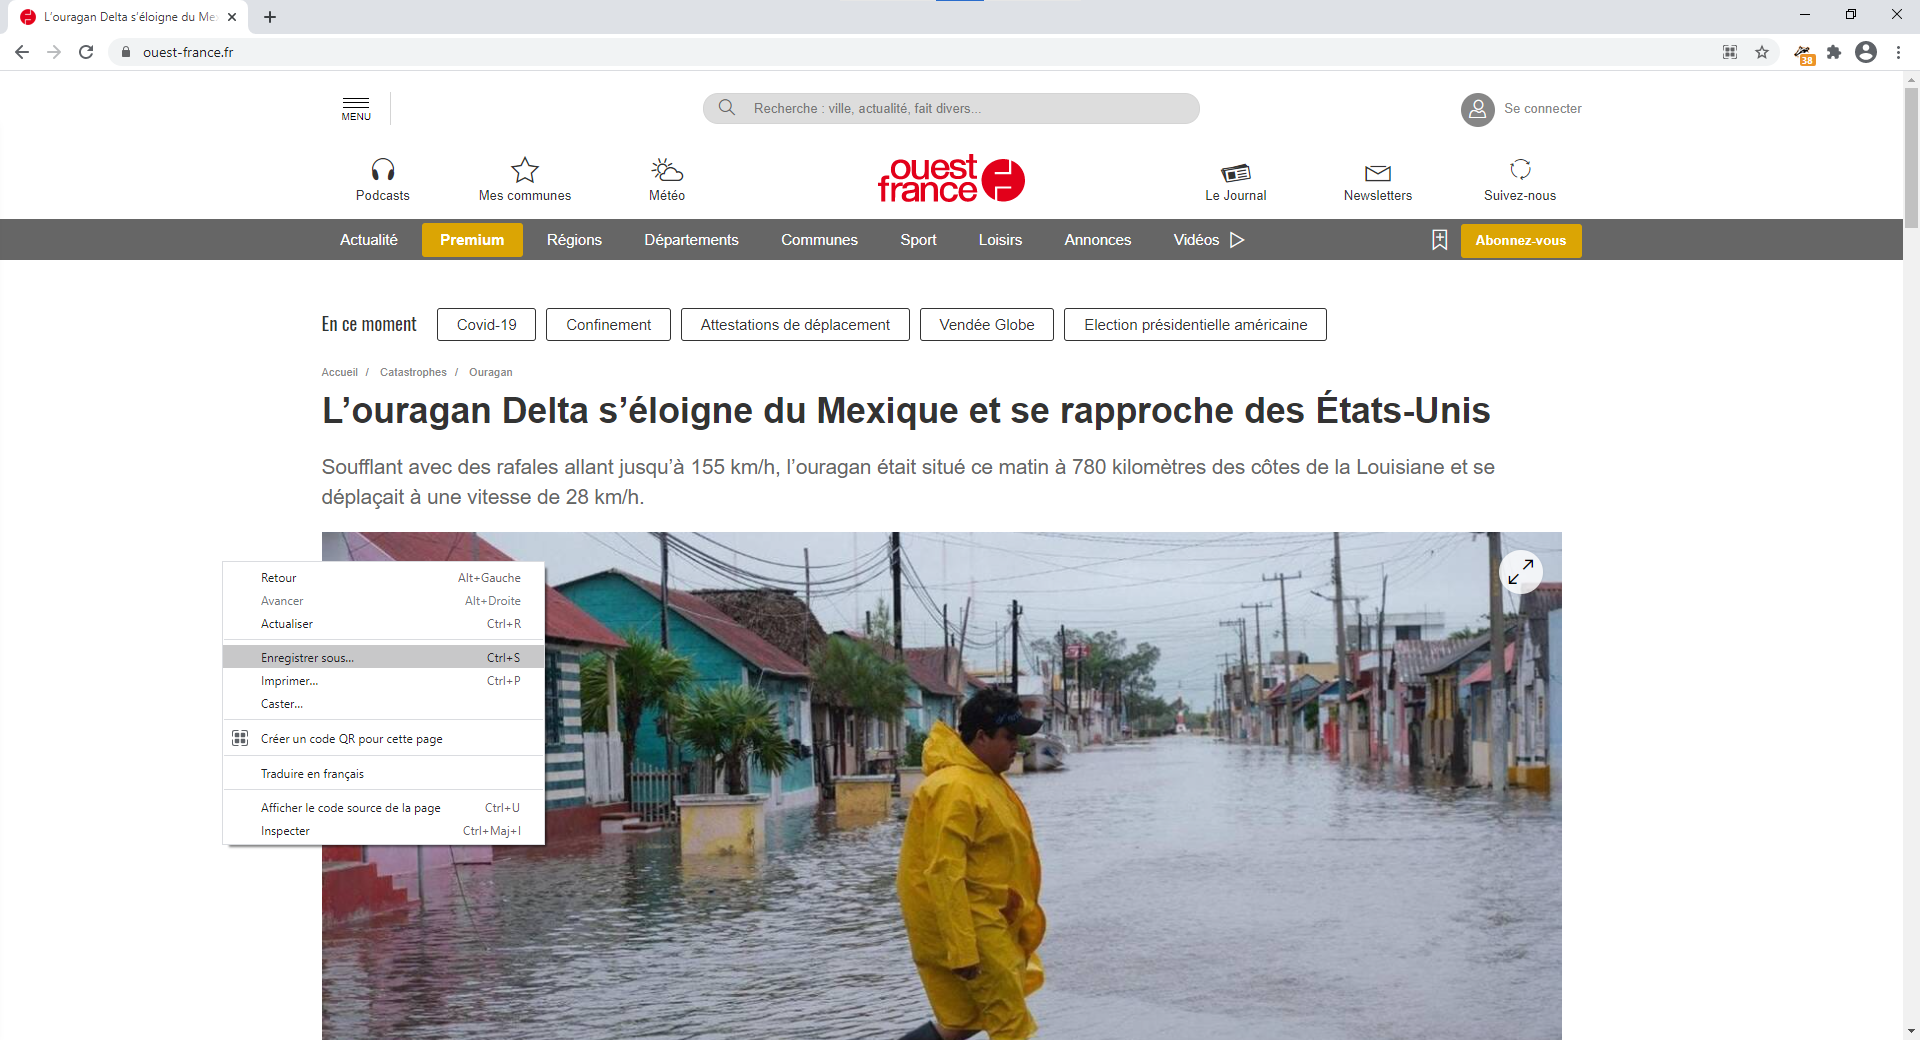 L’ouragan Delta s’éloigne du Me
ouest-france.fr
38
MENU
Recherche : ville, actualité, fait divers...
Se connecter
Podcasts
Mes communes
Météo
ouest
france
Le Journal
Newsletters
Suivez-nous
Actualité
Premium
Régions
Départements
Communes
Sport
Loisirs
Annonces
Vidéos
Abonnez-vous
En ce moment
Covid-19
Confinement
Attestations de déplacement
Vendée Globe
Election présidentielle américaine
Accueil / Catastrophes / Ouragan
L’ouragan Delta s’éloigne du Mexique et se rapproche des États-Unis
Soufflant avec des rafales allant jusqu’à 155 km/h, l’ouragan était situé ce matin à 780 kilomètres des côtes de la Louisiane et se
déplaçait à une vitesse de 28 km/h.
Retour Alt+Gauche
Avancer Alt+Droite
Actualiser Ctrl+R
Enregistrer sous... Ctrl+S
Imprimer... Ctrl+P
Caster...
Créer un code QR pour cette page
Traduire en français
Afficher le code source de la page Ctrl+U
Inspecter Ctrl+Maj+I